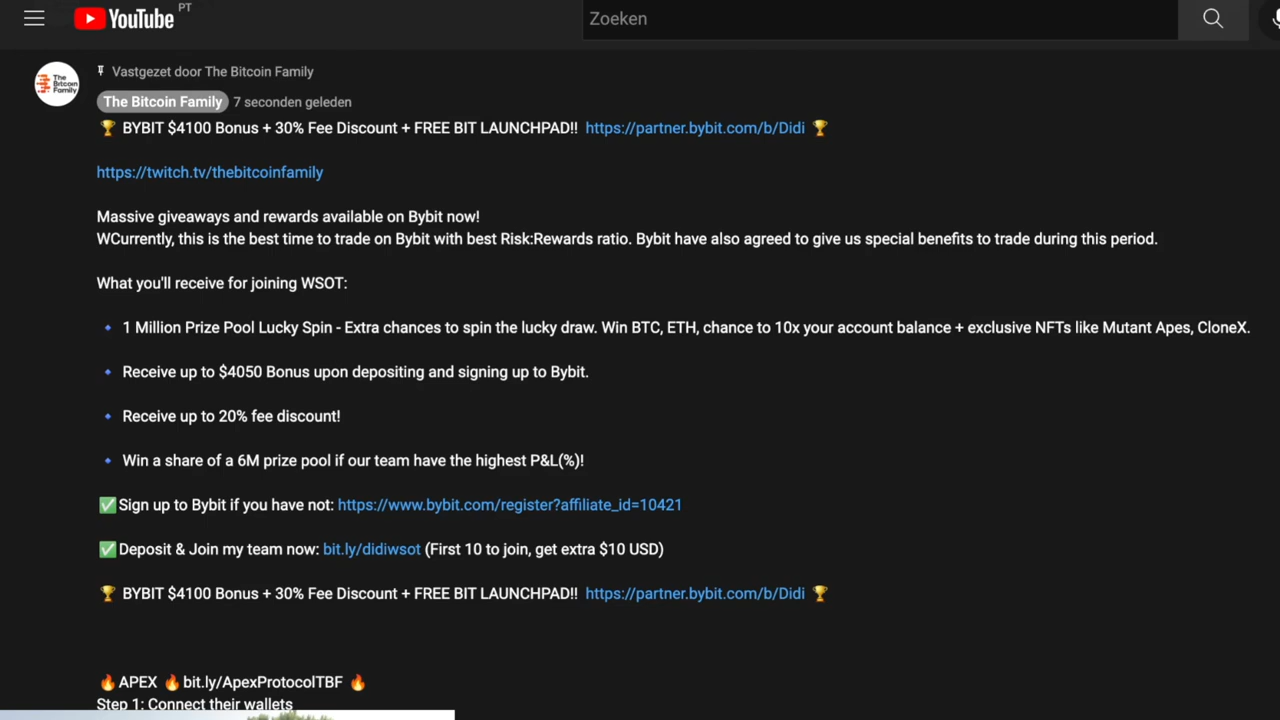 YouTube PT
Zoeken
The Bitcoin Family
Vastgezet door The Bitcoin Family
The Bitcoin Family 7 seconden geleden
🏆 BYBIT $4100 Bonus + 30% Fee Discount + FREE BIT LAUNCHPAD!! https://partner.bybit.com/b/Didi 🏆
https://twitch.tv/thebitcoinfamily
Massive giveaways and rewards available on Bybit now!
WCurrently, this is the best time to trade on Bybit with best Risk:Rewards ratio. Bybit have also agreed to give us special benefits to trade during this period.
What you'll receive for joining WSOT:
🔹 1 Million Prize Pool Lucky Spin - Extra chances to spin the lucky draw. Win BTC, ETH, chance to 10x your account balance + exclusive NFTs like Mutant Apes, CloneX.
🔹 Receive up to $4050 Bonus upon depositing and signing up to Bybit.
🔹 Receive up to 20% fee discount!
🔹 Win a share of a 6M prize pool if our team have the highest P&L(%)!
✅Sign up to Bybit if you have not: https://www.bybit.com/register?affiliate_id=10421
✅Deposit & Join my team now: bit.ly/didiwsot (First 10 to join, get extra $10 USD)
🏆 BYBIT $4100 Bonus + 30% Fee Discount + FREE BIT LAUNCHPAD!! https://partner.bybit.com/b/Didi 🏆
🔥APEX 🔥bit.ly/ApexProtocolTBF 🔥
Step 1: Connect their wallets